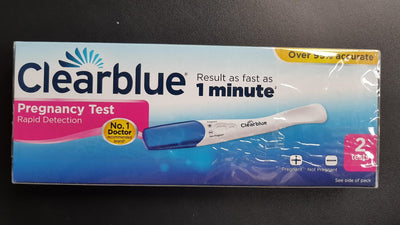 Over 99% accurate
Clearblue
Result as fast as
1 minute
Pregnancy Test
Rapid Detection
No. 1
Doctor
recommended
brand
Clearblue
2
tests
Pregnant
Not Pregnant
See side of pack